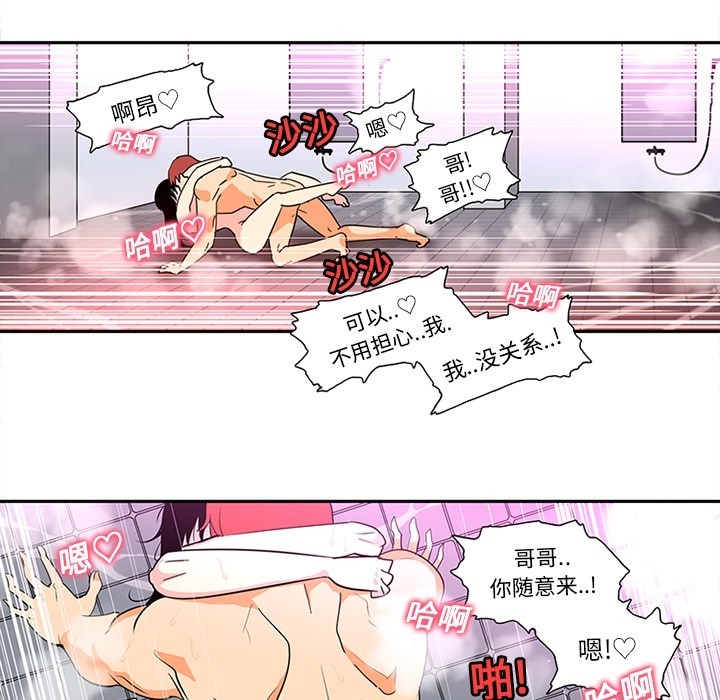 啊昂♡
哈啊
沙沙
嗯♡
哈啊♡
哥!
哥!!♡
哈啊♡
沙沙
哈啊
可以..♡
不用担心..我.
我..没关系..!
嗯♡
哥哥..
你随意来..!
哈啊
嗯!♡
啪!
哈啊